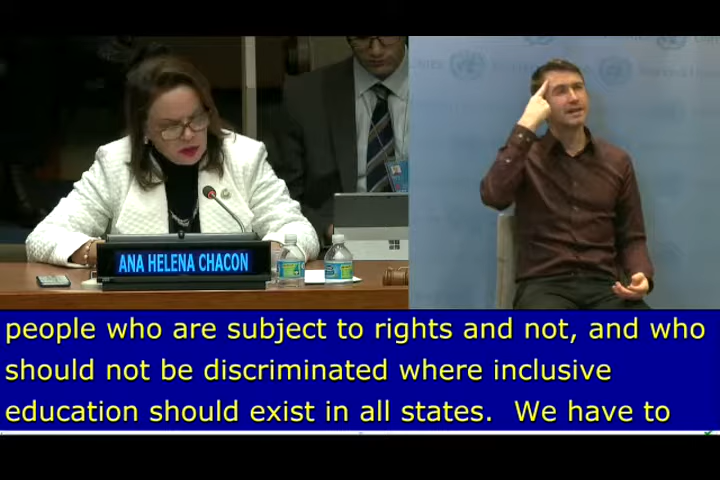 ANA HELENA CHACON
people who are subject to rights and not, and who
should not be discriminated where inclusive
education should exist in all states.  We have to